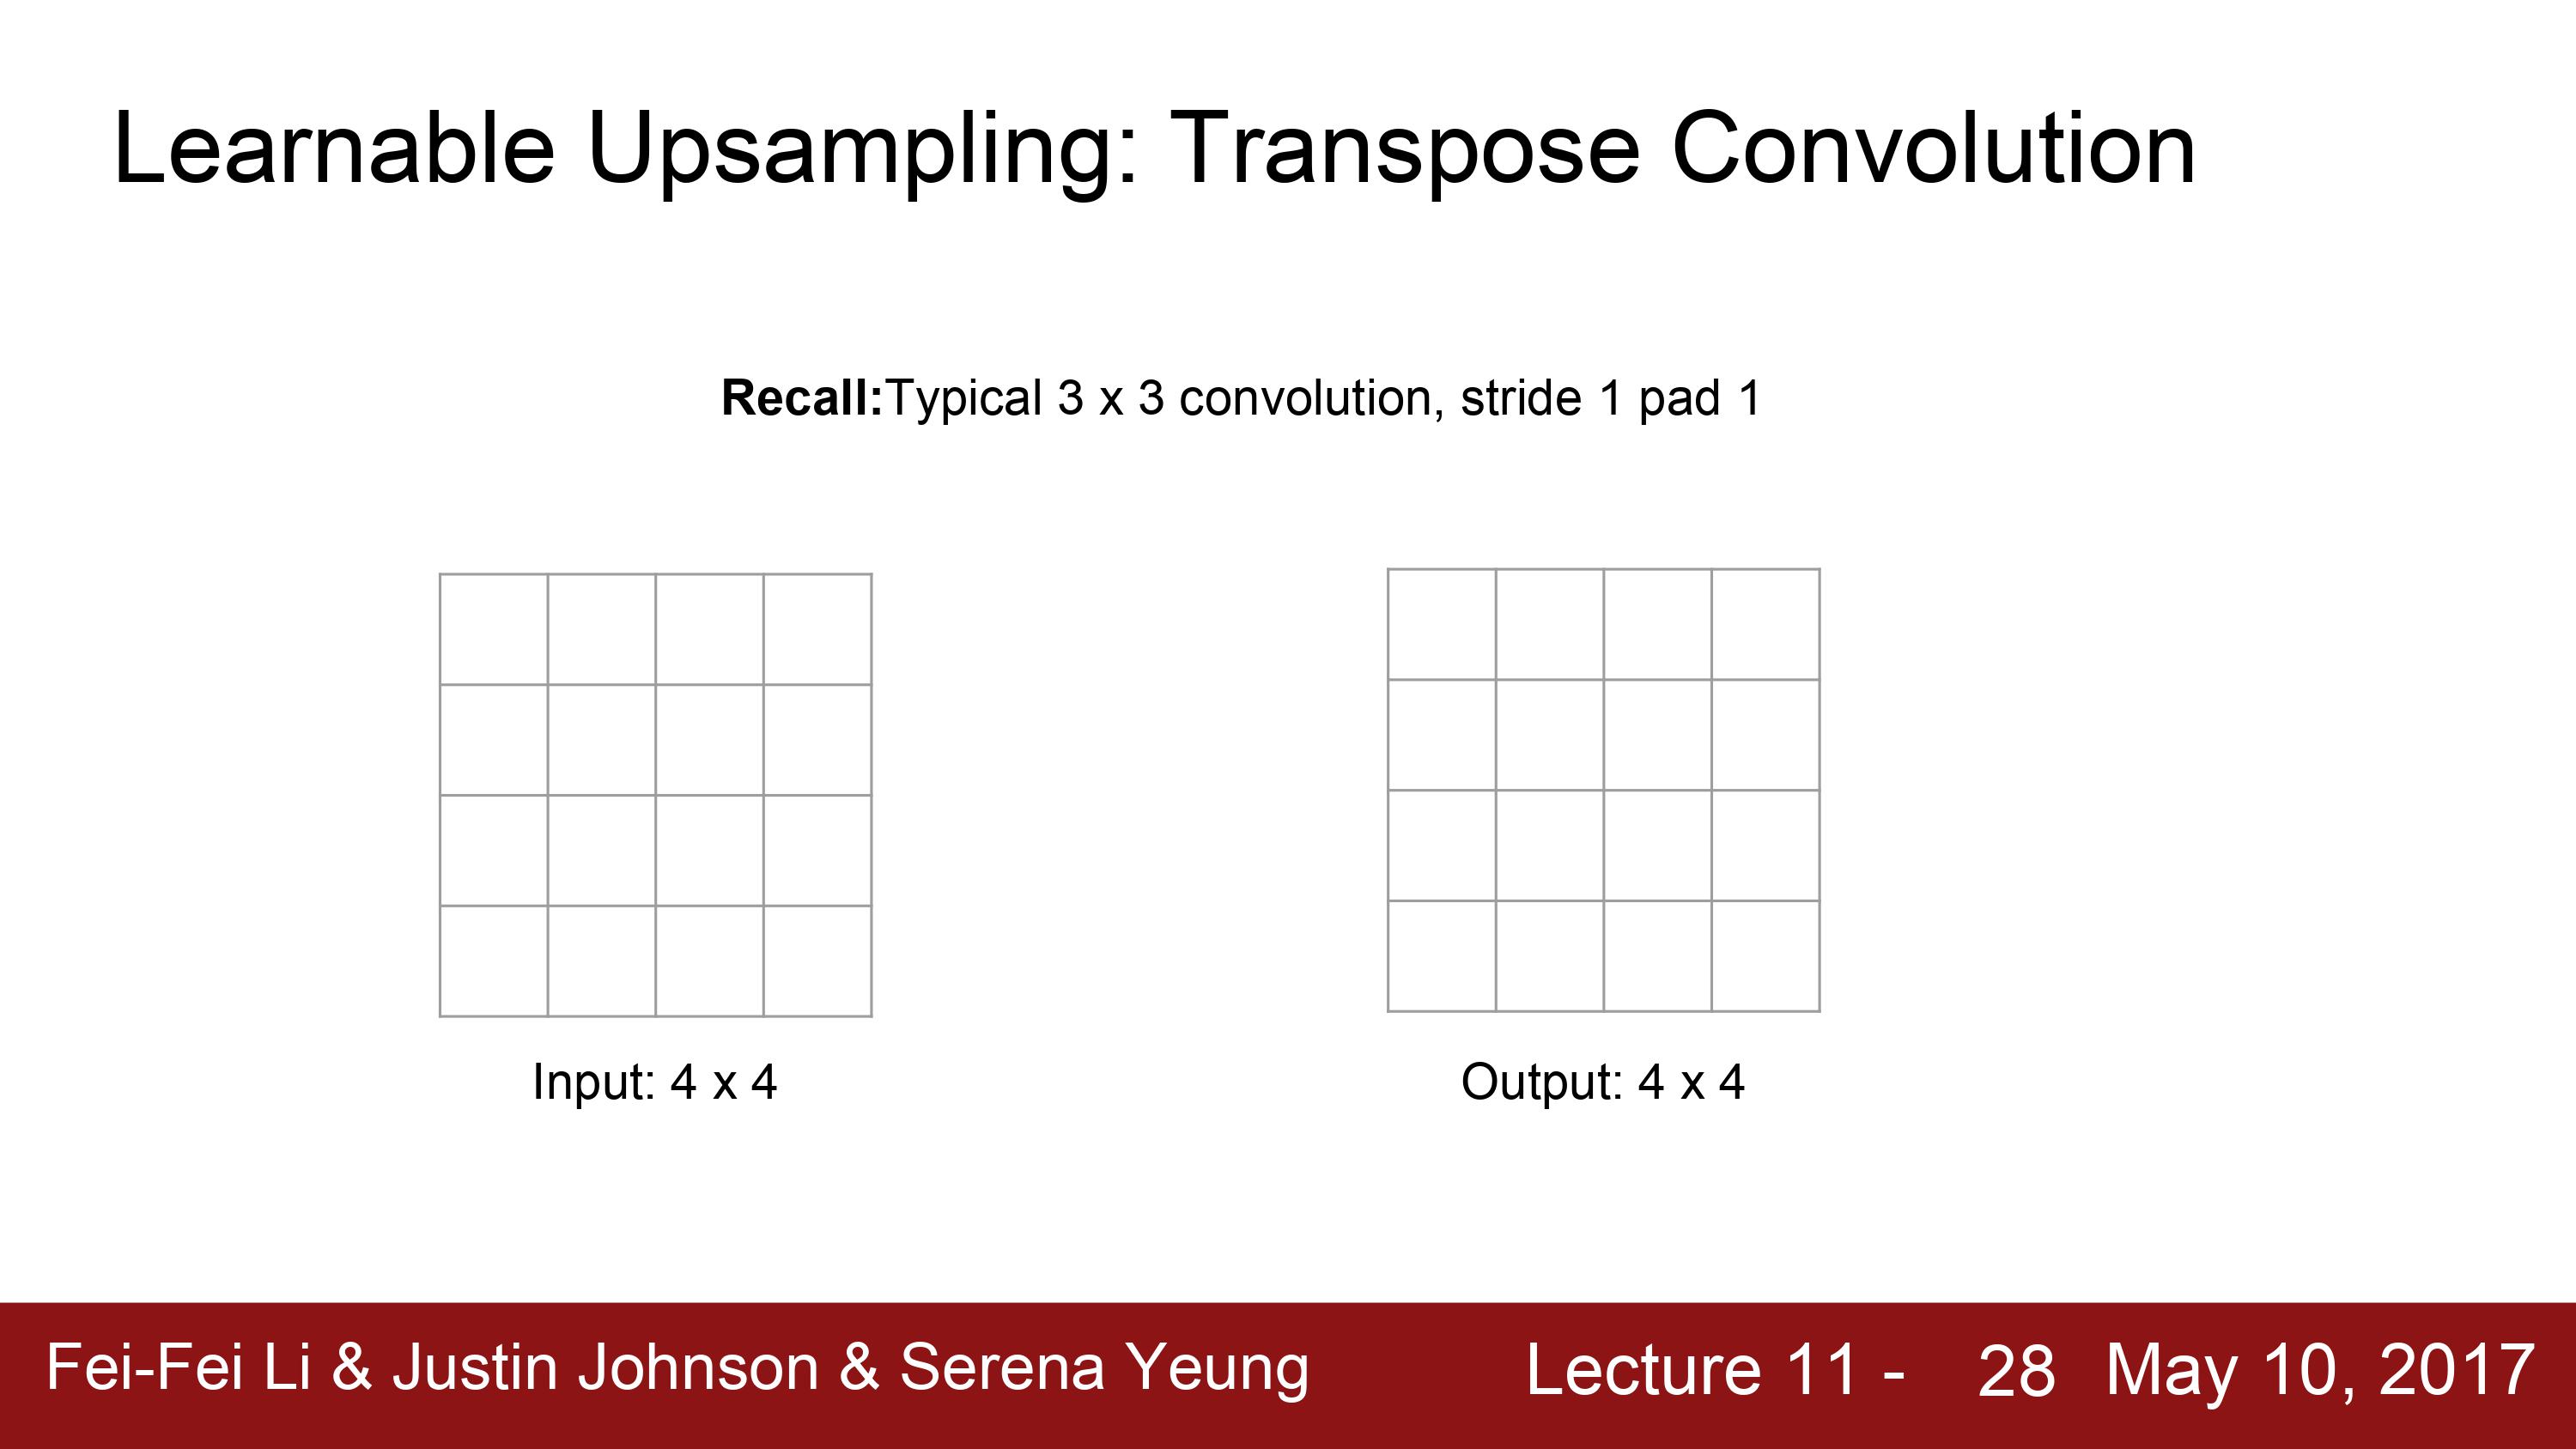 Learnable Upsampling: Transpose Convolution
Recall:Typical 3 x 3 convolution, stride 1 pad 1
Input: 4 x 4
Output: 4 x 4
Fei-Fei Li & Justin Johnson & Serena Yeung
Lecture 11 - 28 May 10, 2017